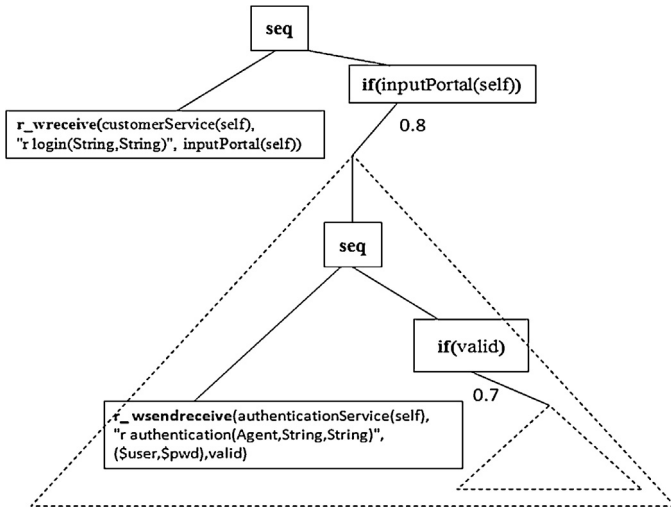 seq
if(inputPortal(self))
r_wreceive(customerService(self),
"r login(String,String)", inputPortal(self))
0.8
seq
if(valid)
0.7
r_wsendreceive(authenticationService(self),
"r authentication(Agent,String,String)",
($user,$pwd),valid)